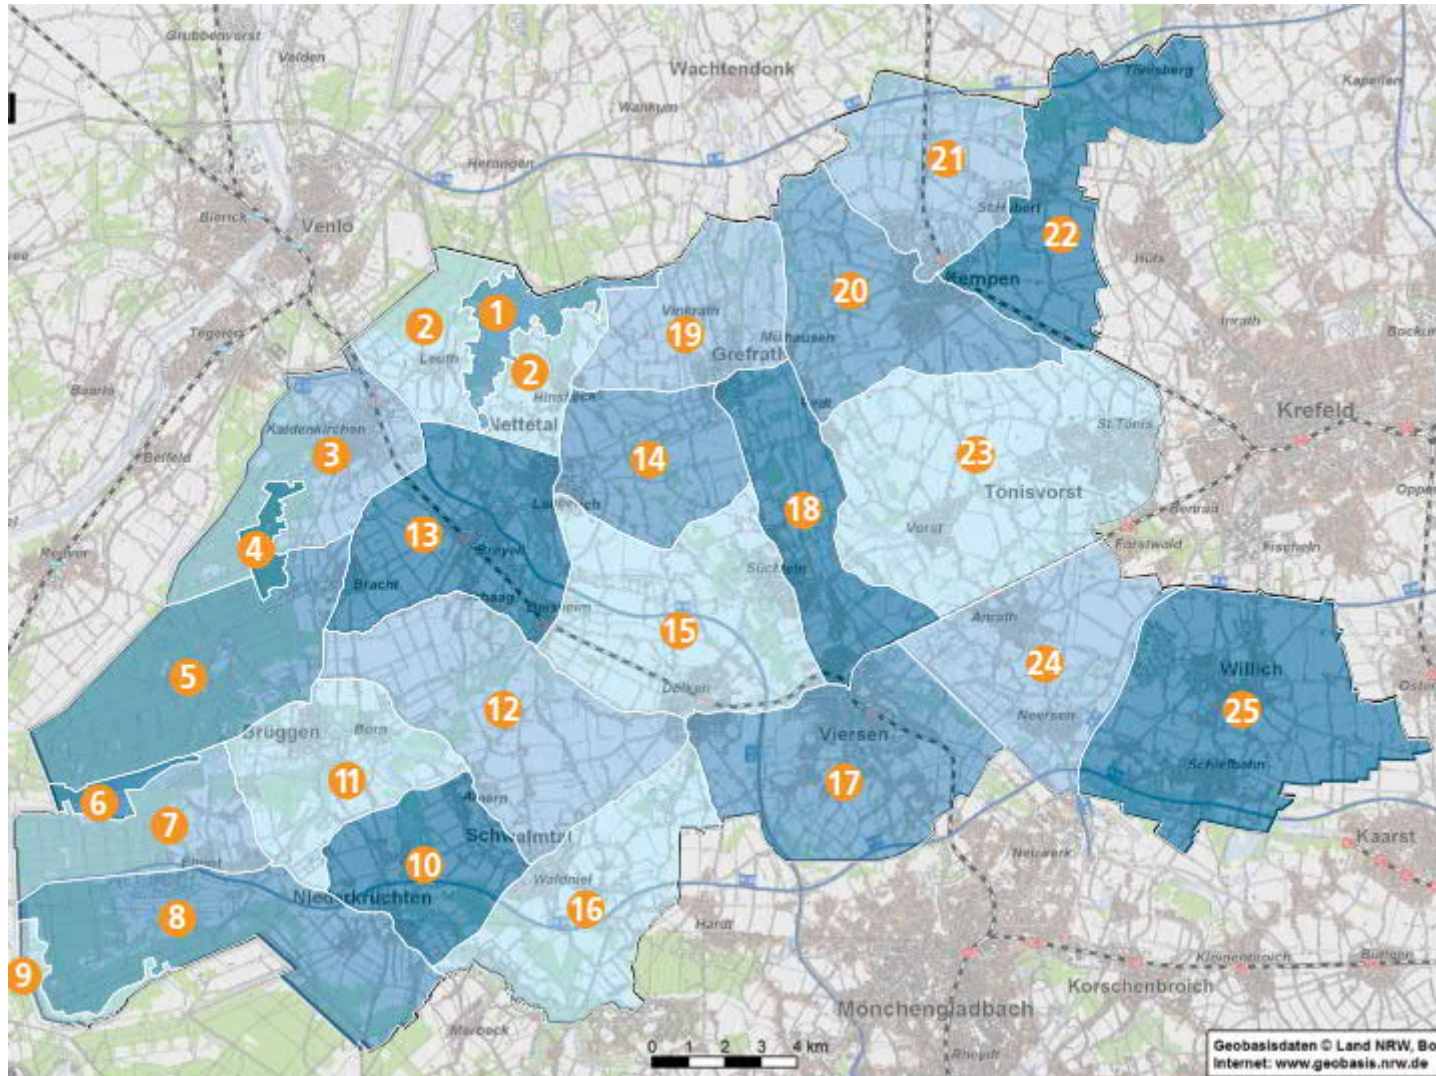 Grubbenvorst
Velden
Wachtendonk
Tönisberg
Kapellen
Wankum
Herongen
21
St.Hubert
Blerick
Venlo
22
Hüls
Kempen
20
1
2
Vinkrath
19
Inrath
Tegelen
Leuth
Grefrath
Mülhausen
2
Hinsbeck
Baarlo
Nettetal
Krefeld
Kaldenkirchen
3
St.Tönis
Belfeld
14
23
Tönisvorst
Lobberich
18
Benrad
13
Vorst
Reuver
4
Breyell
Forstwald
Fischeln
Bracht
Süchteln
Schaag
Boisheim
Anrath
15
24
Willich
5
Dülken
12
Neersen
25
Brüggen
Born
Viersen
Schiefbahn
11
17
6
7
Amern
Schwalmtal
Kaarst
Elmpt
10
Neuwerk
Waldniel
Niederkrüchten
16
8
Hardt
Kleinenbroich
Büttgen
9
Korschenbroich
Mönchengladbach
Merbeck
Rheydt
0 1 2 3 4 km
Geobasisdaten © Land NRW, Bo
Internet: www.geobasis.nrw.de